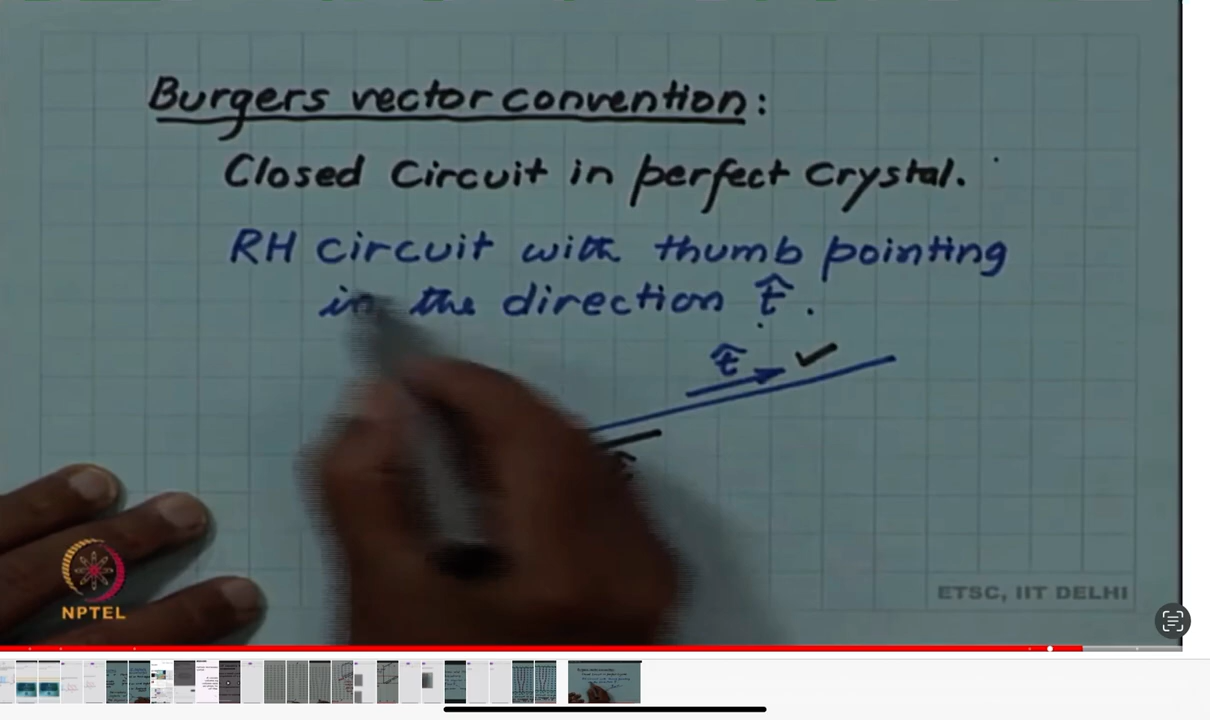 Burgers vector convention:
Closed Circuit in perfect Crystal.
RH circuit with thumb pointing
in the direction t̂.
t̂ ✓
NPTEL
ETSC, IIT DELHI